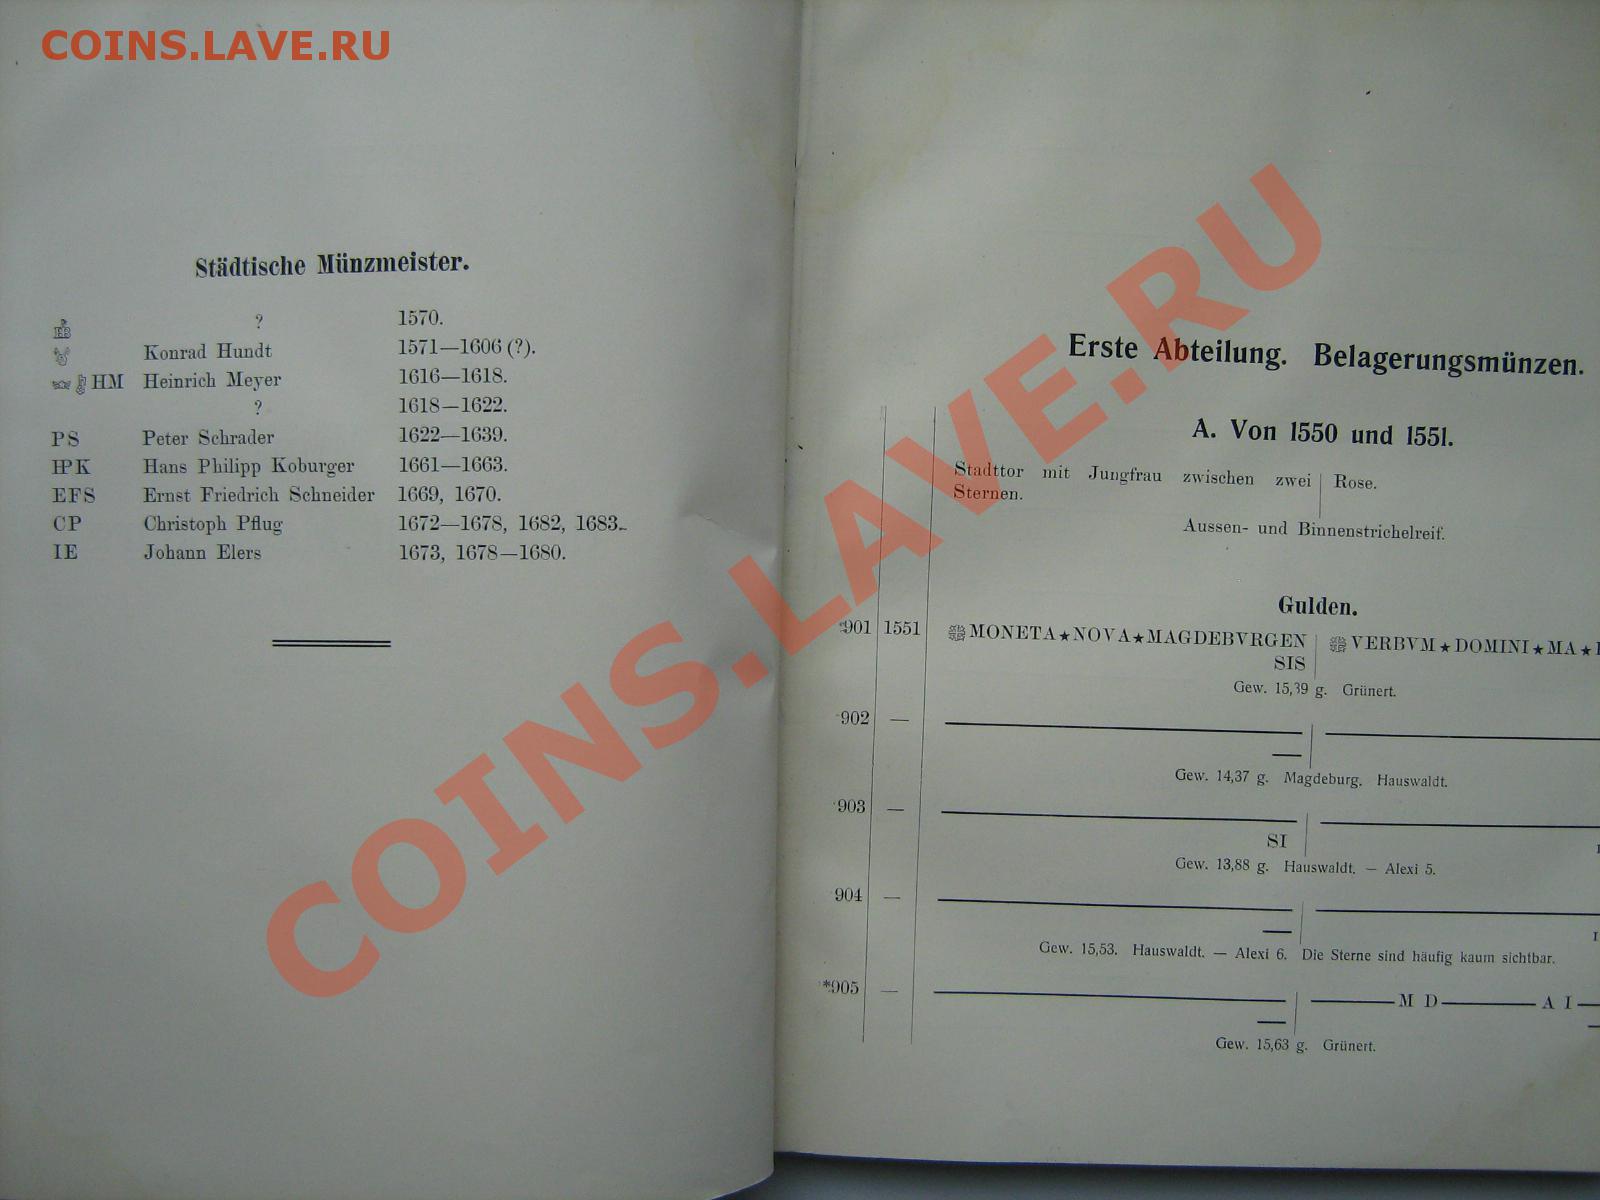 COINS.LAVE.RU
Städtische Münzmeister.
EB ? 1570.
Konrad Hundt 1571—1606 (?).
HM Heinrich Meyer 1616—1618.
? 1618—1622.
PS Peter Schrader 1622—1639.
HPK Hans Philipp Koburger 1661—1663.
EFS Ernst Friedrich Schneider 1669, 1670.
CP Christoph Pflug 1672—1678, 1682, 1683.
IE Johann Elers 1673, 1678—1680.
Erste Abteilung. Belagerungsmünzen.
A. Von 1550 und 1551.
Stadttor mit Jungfrau zwischen zwei Rose.
Sternen.
Aussen- und Binnenstrichelreif.
Gulden.
*901 1551 MONETA★NOVA★MAGDEBVRGEN VERBVM★DOMINI★MA★
SIS
Gew. 15,39 g. Grünert.
902 —
—
Gew. 14,37 g. Magdeburg. Hauswaldt.
903 —
SI
Gew. 13,88 g. Hauswaldt. — Alexi 5.
904 —
—
Gew. 15,53. Hauswaldt. — Alexi 6. Die Sterne sind häufig kaum sichtbar.
*905 — — M D — A I —
—
Gew. 15,63 g. Grünert.
COINS.LAVE.RU